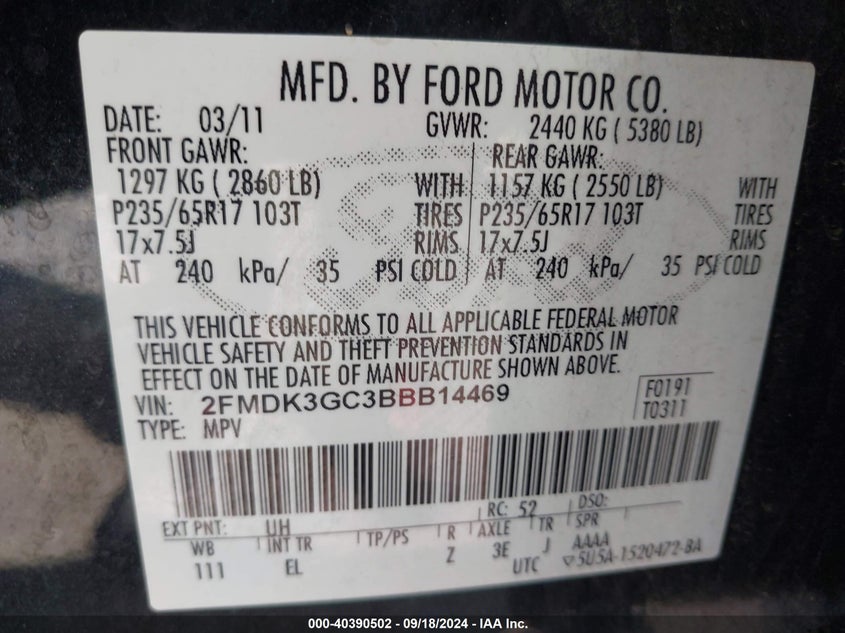 MFD. BY FORD MOTOR CO.
DATE: 03/11 GVWR: 2440 KG ( 5380 LB)
FRONT GAWR: REAR GAWR:
1297 KG ( 2860 LB) WITH 1157 KG ( 2550 LB) WITH
P235/65R17 103T TIRES P235/65R17 103T TIRES
17x7.5J RIMS 17x7.5J RIMS
AT 240 kPa/ 35 PSI COLD AT 240 kPa/ 35 PSI COLD
THIS VEHICLE CONFORMS TO ALL APPLICABLE FEDERAL MOTOR
VEHICLE SAFETY AND THEFT PREVENTION STANDARDS IN
EFFECT ON THE DATE OF MANUFACTURE SHOWN ABOVE.
VIN: 2FMDK3GC3BBB14469 F0191
TYPE: MPV T0311
RC: 52 DSO:
EXT PNT: UH
WB INT TR TP/PS R AXLE TR SPR
111 EL Z 3E J AAAA
UTC ▽5U5A-1520472-BA
000-40390502 - 09/18/2024 - IAA Inc.